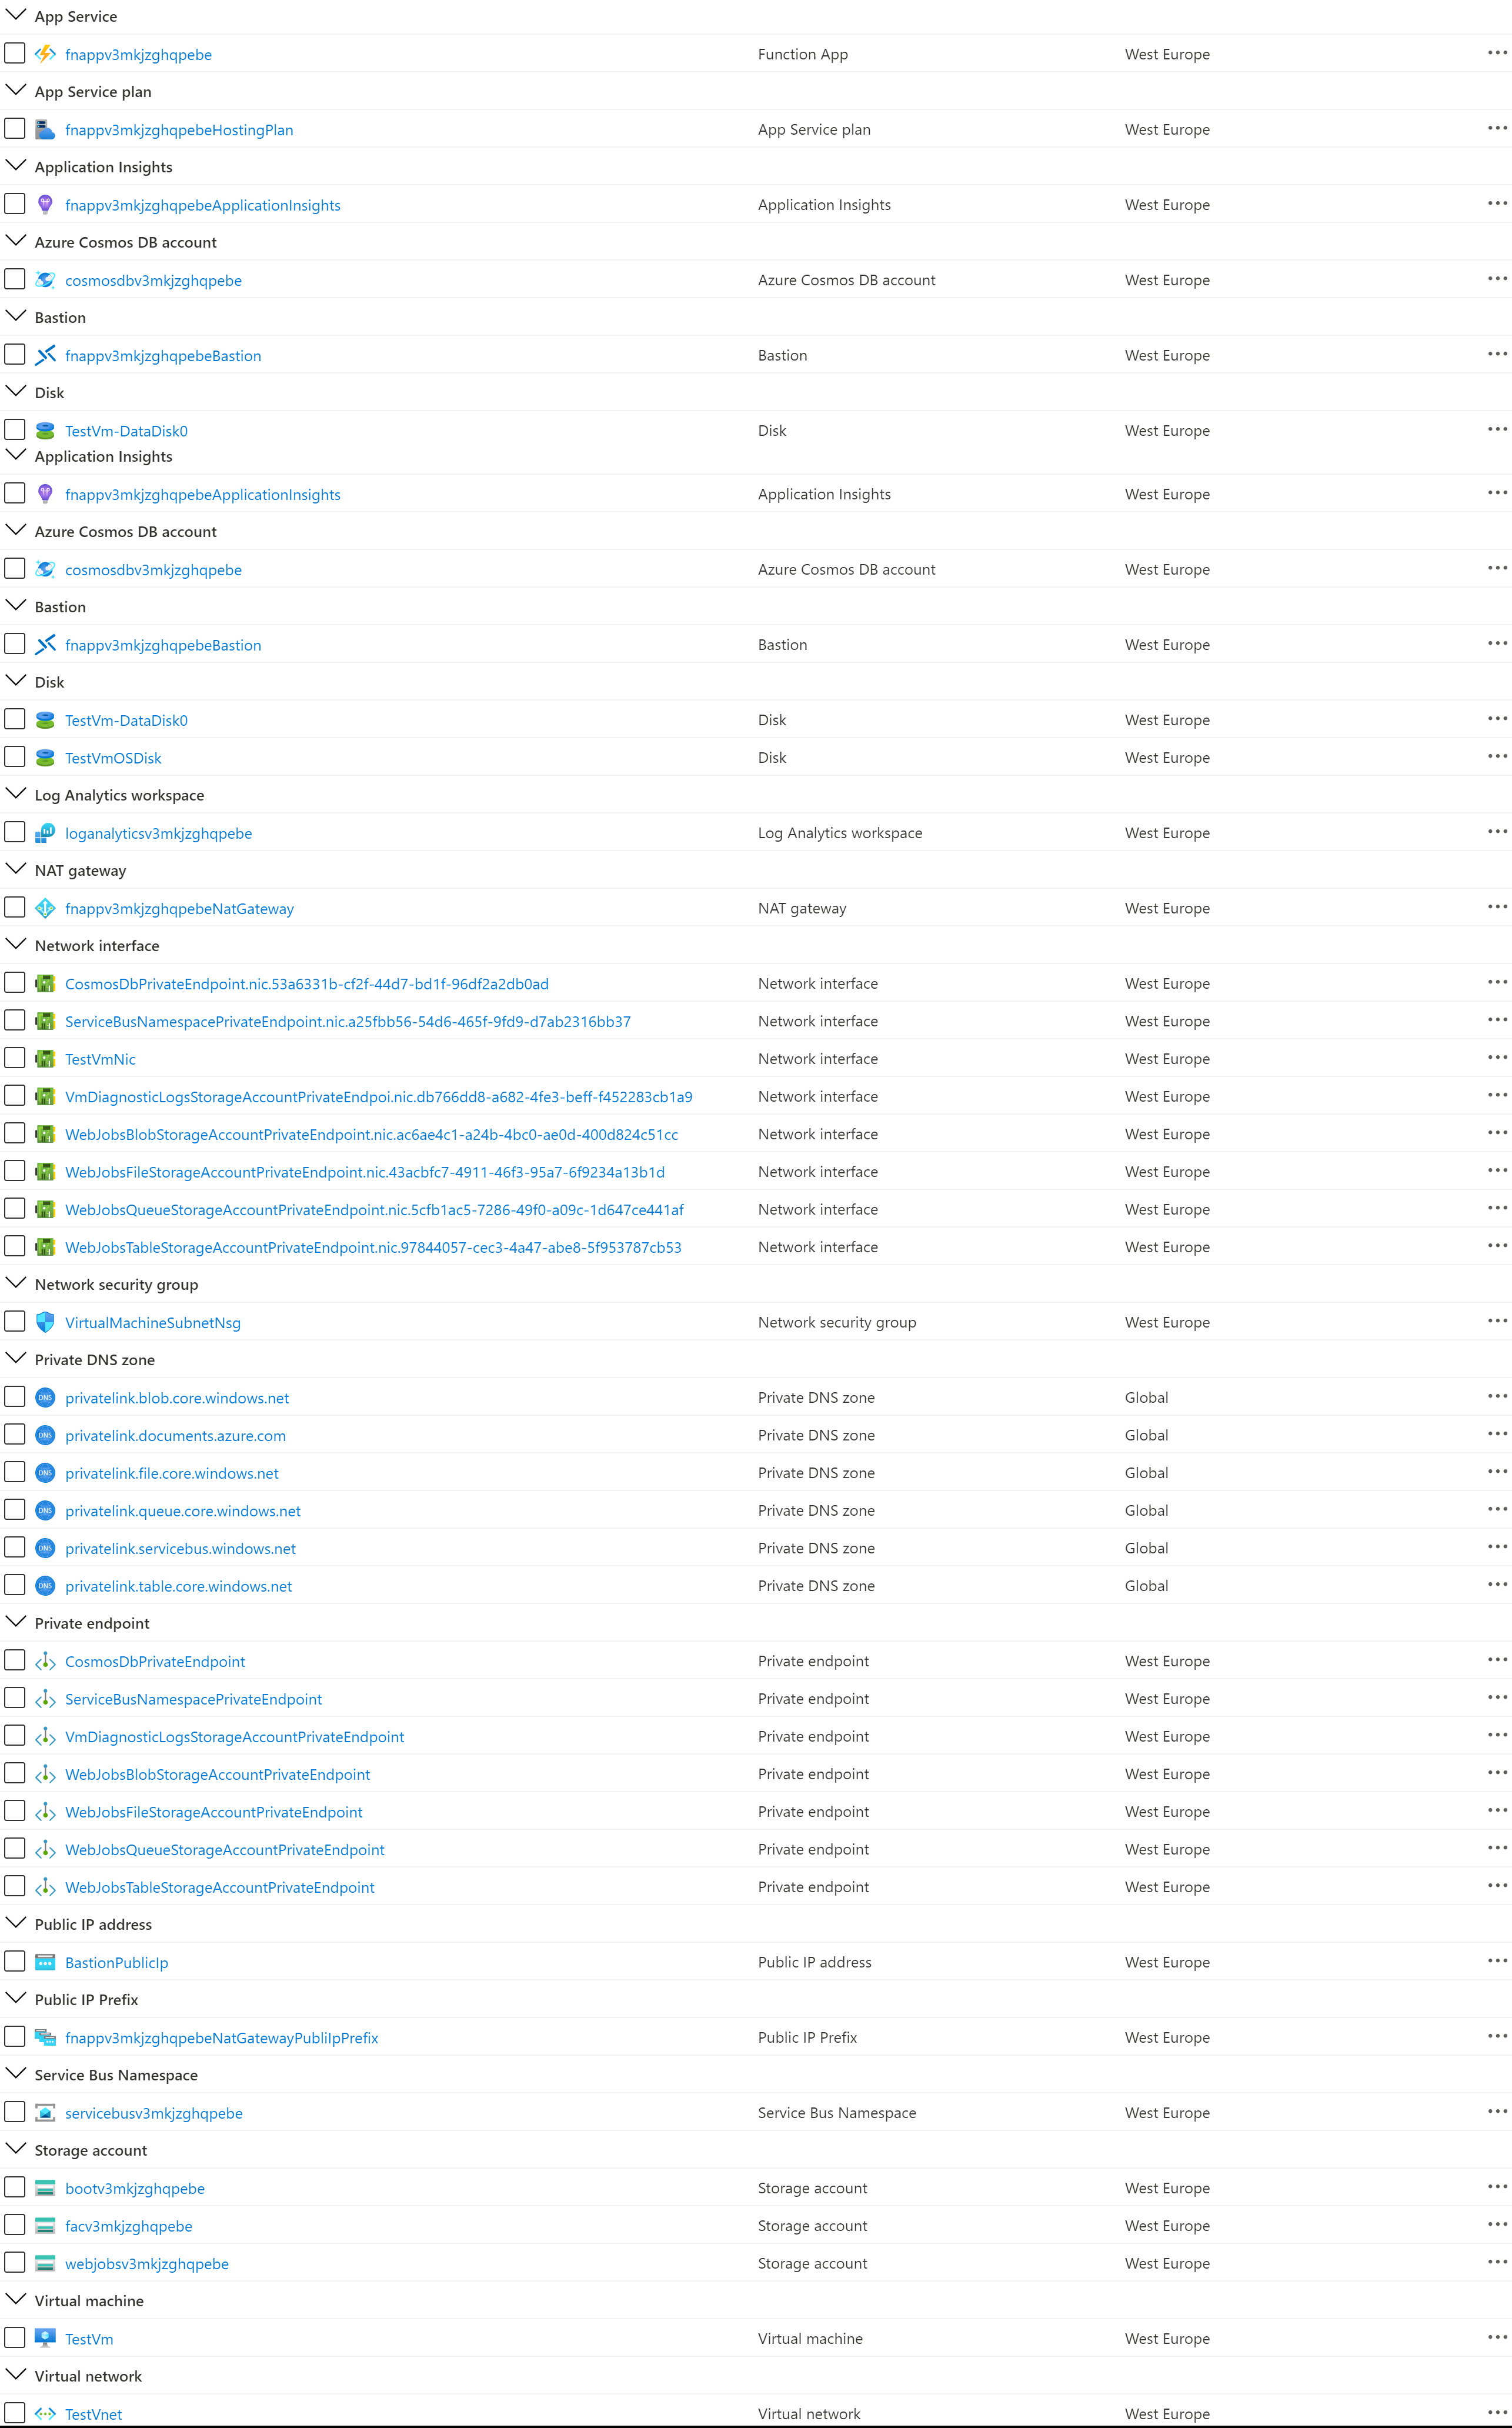 App Service
fnappv3mkjzghqpebe Function App West Europe
App Service plan
fnappv3mkjzghqpebeHostingPlan App Service plan West Europe
Application Insights
fnappv3mkjzghqpebeApplicationInsights Application Insights West Europe
Azure Cosmos DB account
cosmosdbv3mkjzghqpebe Azure Cosmos DB account West Europe
Bastion
fnappv3mkjzghqpebeBastion Bastion West Europe
Disk
TestVm-DataDisk0 Disk West Europe
Application Insights
fnappv3mkjzghqpebeApplicationInsights Application Insights West Europe
Azure Cosmos DB account
cosmosdbv3mkjzghqpebe Azure Cosmos DB account West Europe
Bastion
fnappv3mkjzghqpebeBastion Bastion West Europe
Disk
TestVm-DataDisk0 Disk West Europe
TestVmOSDisk Disk West Europe
Log Analytics workspace
loganalyticsv3mkjzghqpebe Log Analytics workspace West Europe
NAT gateway
fnappv3mkjzghqpebeNatGateway NAT gateway West Europe
Network interface
CosmosDbPrivateEndpoint.nic.53a6331b-cf2f-44d7-bd1f-96df2a2db0ad Network interface West Europe
ServiceBusNamespacePrivateEndpoint.nic.a25fbb56-54d6-465f-9fd9-d7ab2316bb37 Network interface West Europe
TestVmNic Network interface West Europe
VmDiagnosticLogsStorageAccountPrivateEndpoi.nic.db766dd8-a682-4fe3-beff-f452283cb1a9 Network interface West Europe
WebJobsBlobStorageAccountPrivateEndpoint.nic.ac6ae4c1-a24b-4bc0-ae0d-400d824c51cc Network interface West Europe
WebJobsFileStorageAccountPrivateEndpoint.nic.43acbfc7-4911-46f3-95a7-6f9234a13b1d Network interface West Europe
WebJobsQueueStorageAccountPrivateEndpoint.nic.5cfb1ac5-7286-49f0-a09c-1d647ce441af Network interface West Europe
WebJobsTableStorageAccountPrivateEndpoint.nic.97844057-cec3-4a47-abe8-5f953787cb53 Network interface West Europe
Network security group
VirtualMachineSubnetNsg Network security group West Europe
Private DNS zone
DNS privatelink.blob.core.windows.net Private DNS zone Global
DNS privatelink.documents.azure.com Private DNS zone Global
DNS privatelink.file.core.windows.net Private DNS zone Global
DNS privatelink.queue.core.windows.net Private DNS zone Global
DNS privatelink.servicebus.windows.net Private DNS zone Global
DNS privatelink.table.core.windows.net Private DNS zone Global
Private endpoint
CosmosDbPrivateEndpoint Private endpoint West Europe
ServiceBusNamespacePrivateEndpoint Private endpoint West Europe
VmDiagnosticLogsStorageAccountPrivateEndpoint Private endpoint West Europe
WebJobsBlobStorageAccountPrivateEndpoint Private endpoint West Europe
WebJobsFileStorageAccountPrivateEndpoint Private endpoint West Europe
WebJobsQueueStorageAccountPrivateEndpoint Private endpoint West Europe
WebJobsTableStorageAccountPrivateEndpoint Private endpoint West Europe
Public IP address
BastionPublicIp Public IP address West Europe
Public IP Prefix
fnappv3mkjzghqpebeNatGatewayPubliIpPrefix Public IP Prefix West Europe
Service Bus Namespace
servicebusv3mkjzghqpebe Service Bus Namespace West Europe
Storage account
bootv3mkjzghqpebe Storage account West Europe
facv3mkjzghqpebe Storage account West Europe
webjobsv3mkjzghqpebe Storage account West Europe
Virtual machine
TestVm Virtual machine West Europe
Virtual network
TestVnet Virtual network West Europe